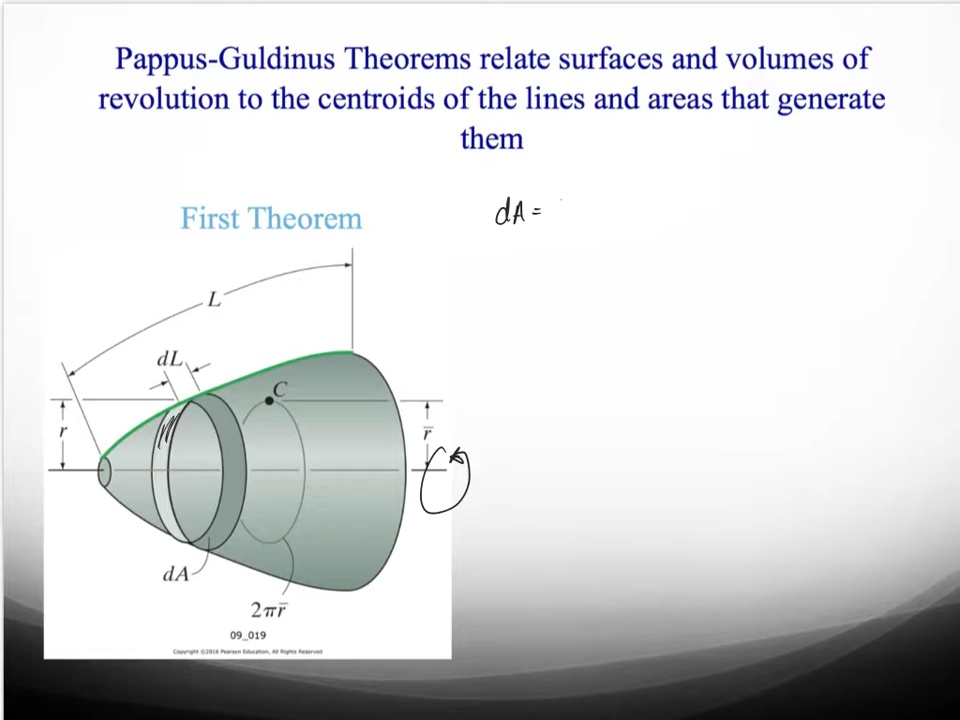 Pappus-Guldinus Theorems relate surfaces and volumes of
revolution to the centroids of the lines and areas that generate
them
First Theorem
dA =
L
dL
C
r
r̄
dA
2πr̄
09_019
Copyright ©2016 Pearson Education, All Rights Reserved